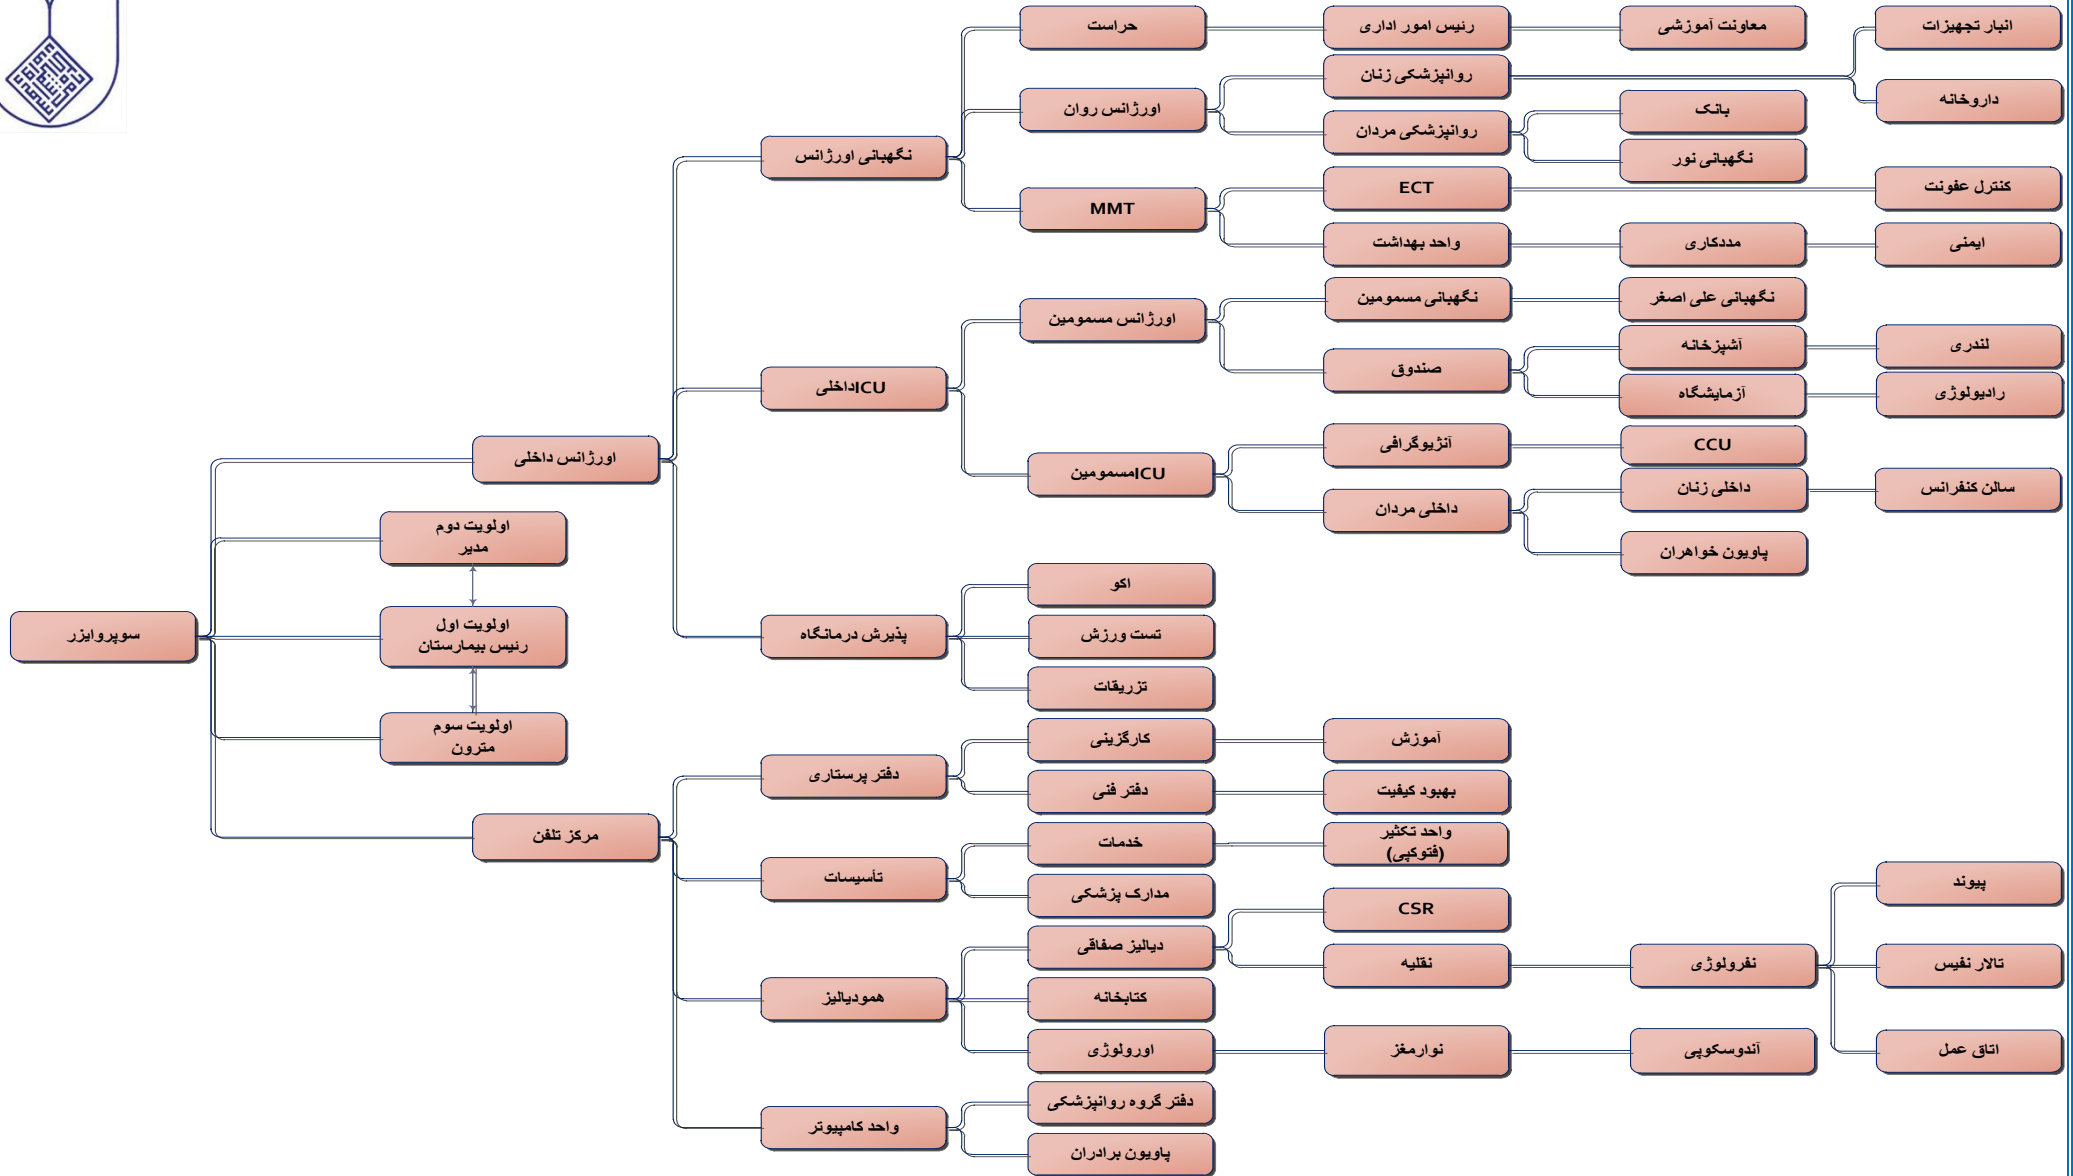 سوپروایزر
اورژانس داخلی
اولویت دوم
مدیر
اولویت اول
رئیس بیمارستان
اولویت سوم
مترون
مرکز تلفن
نگهبانی اورژانس
ICUداخلی
پذیرش درمانگاه
دفتر پرستاری
تأسیسات
همودیالیز
واحد کامپیوتر
حراست
اورژانس روان
MMT
اورژانس مسمومین
ICUمسمومین
اکو
تست ورزش
تزریقات
کارگزینی
دفتر فنی
خدمات
مدارک پزشکی
دیالیز صفاقی
کتابخانه
اورولوژی
دفتر گروه روانپزشکی
پاویون برادران
رئیس امور اداری
روانپزشکی زنان
روانپزشکی مردان
ECT
واحد بهداشت
نگهبانی مسمومین
صندوق
آنژیوگرافی
داخلی مردان
آموزش
بهبود کیفیت
واحد تکثیر
(فتوکپی)
CSR
نقلیه
نوارمغز
معاونت آموزشی
بانک
نگهبانی نور
مددکاری
نگهبانی علی اصغر
آشپزخانه
آزمایشگاه
CCU
داخلی زنان
پاویون خواهران
نفرولوژی
آندوسکوپی
انبار تجهیزات
داروخانه
کنترل عفونت
ایمنی
لندری
رادیولوژی
سالن کنفرانس
پیوند
تالار نفیس
اتاق عمل